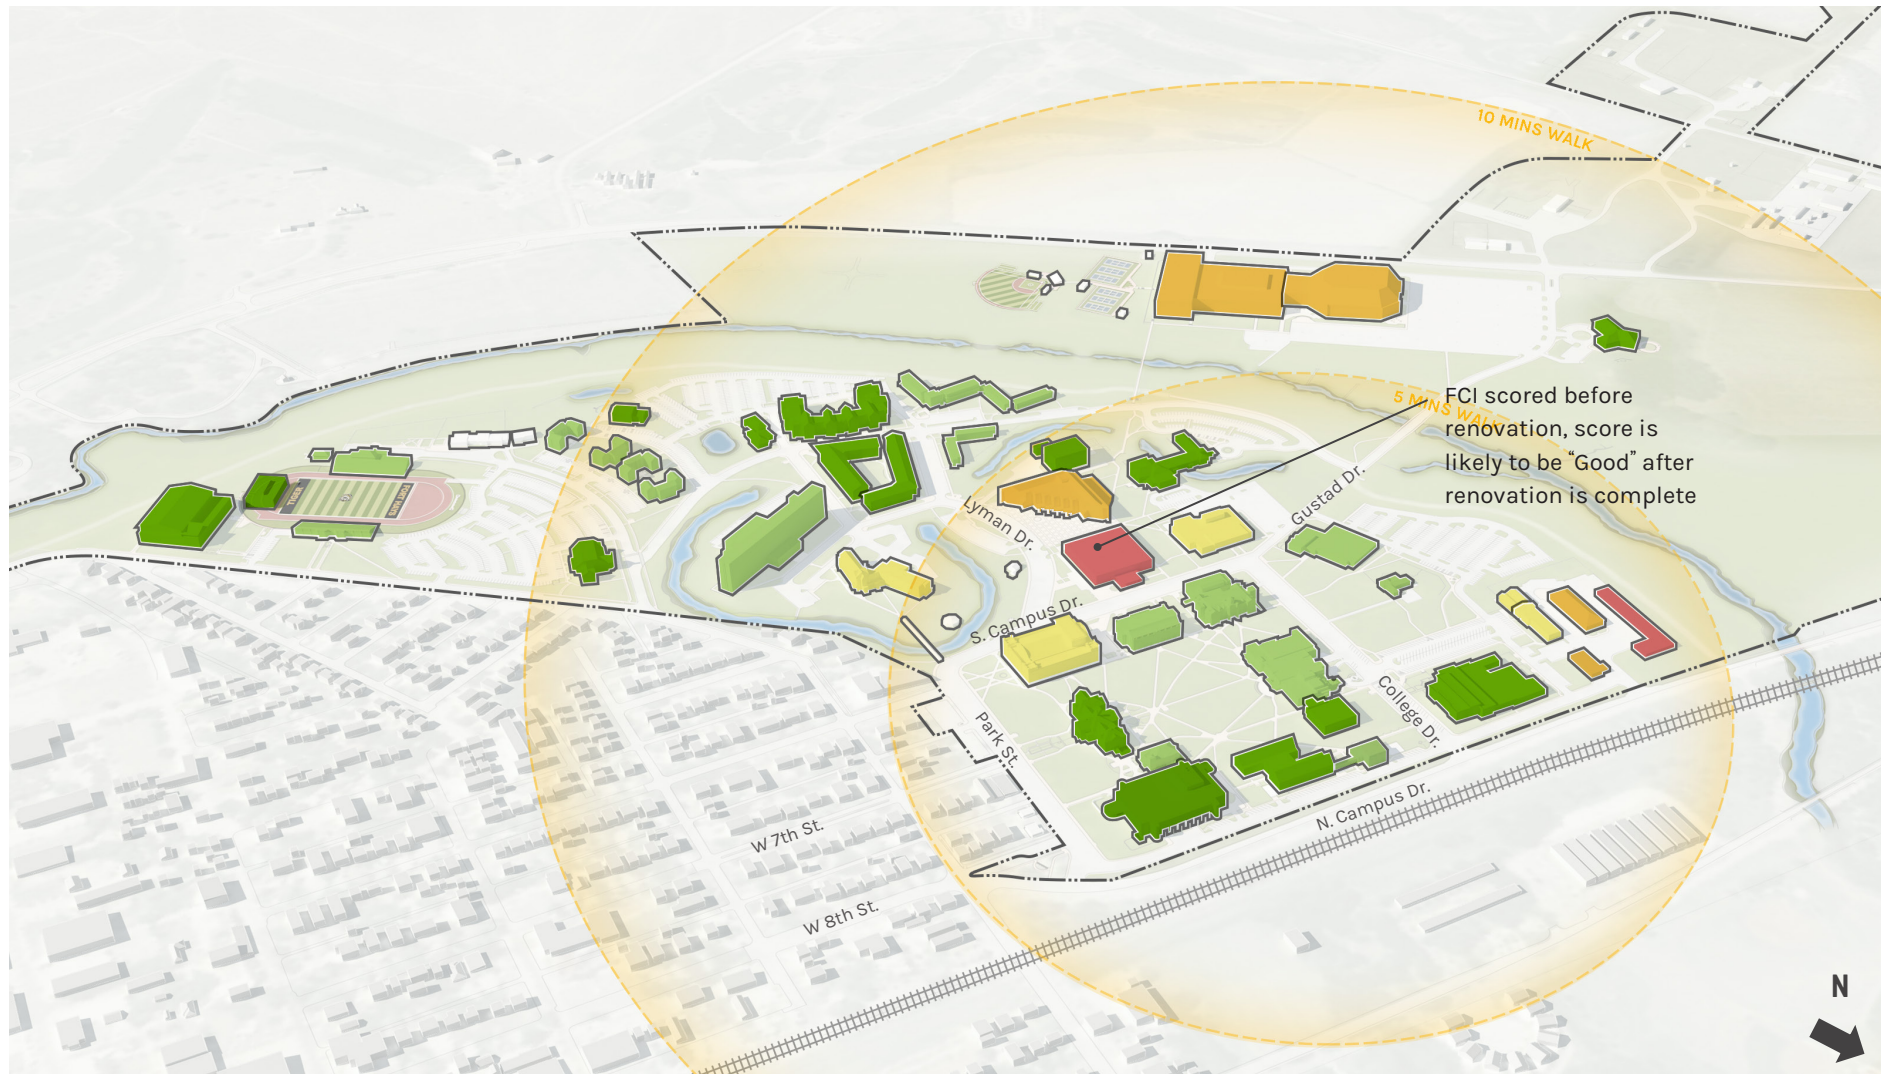 10 MINS WALK
5 MINS WALK
FCI scored before
renovation, score is
likely to be “Good” after
renovation is complete
Gustad Dr.
Lyman Dr.
S. Campus Dr.
College Dr.
Park St.
N. Campus Dr.
W 7th St.
W 8th St.
N